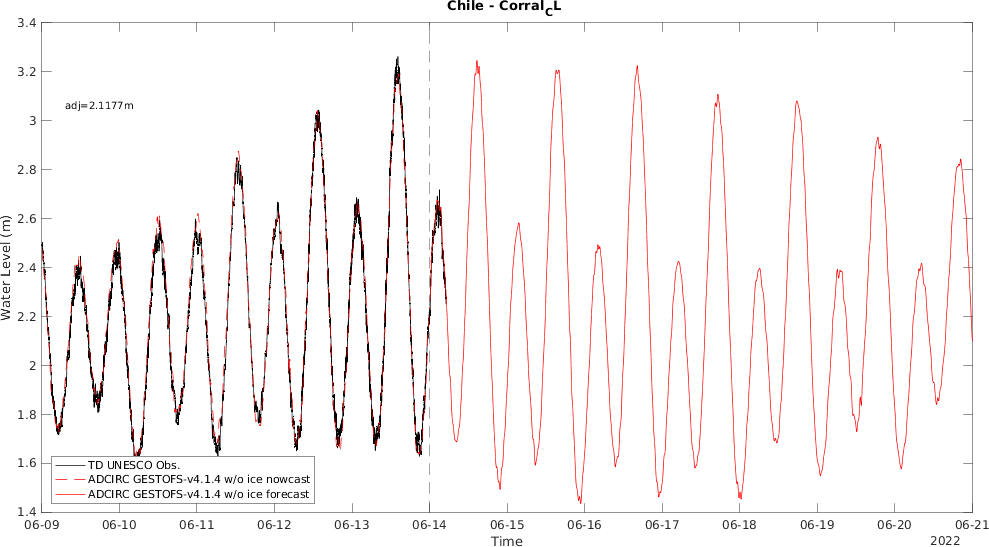 Chile - Corral_CL
3.4
3.2
3
2.8
2.6
2.4
2.2
2
1.8
1.6
1.4
Water Level (m)
adj=2.1177m
TD UNESCO Obs.
ADCIRC GESTOFS-v4.1.4 w/o ice nowcast
ADCIRC GESTOFS-v4.1.4 w/o ice forecast
06-09 06-10 06-11 06-12 06-13 06-14 06-15 06-16 06-17 06-18 06-19 06-20 06-21
Time
2022